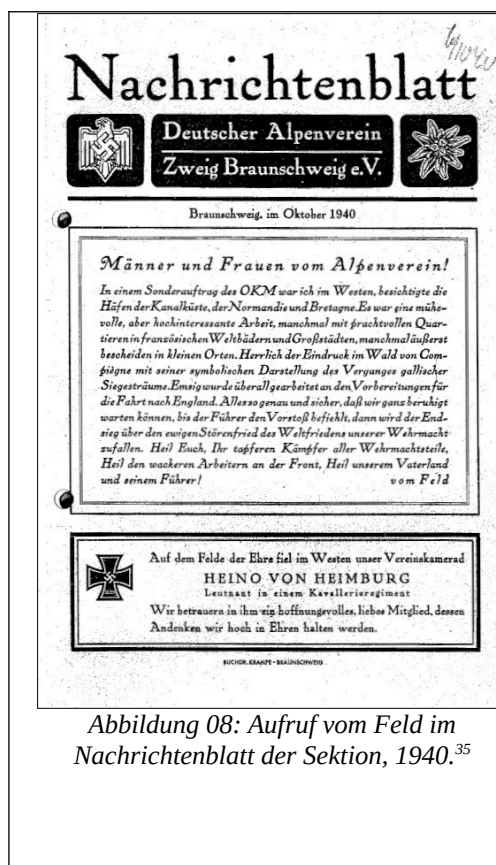 Nachrichtenblatt
Deutscher Alpenverein
Zweig Braunschweig e.V.
Braunschweig, im Oktober 1940
Männer und Frauen vom Alpenverein!
In einem Sonderauftrag des OKM war ich im Westen, besichtigte die
Häfen der Kanalküste, der Normandie und Bretagne. Es war eine mühe-
volle, aber hochinteressante Arbeit, manchmal mit prachtvollen Quar-
tieren in französischen Weltbädern und Großstädten, manchmal äußerst
bescheiden in kleinen Orten. Herrlich der Eindruck im Wald von Com-
piègne mit seiner symbolischen Darstellung des Verganges gallischer
Siegesträume. Emsig wurde überall gearbeitet an den Vorbereitungen für
die Fahrt nach England. Alles so genau und sicher, daß wir ganz beruhigt
warten können, bis der Führer den Vorstoß befiehlt, dann wird der End-
sieg über den ewigen Störenfried des Weltfriedens unserer Wehrmacht
zufallen. Heil Euch, Ihr tapferen Kämpfer aller Wehrmachtsteile,
Heil den wackeren Arbeitern an der Front, Heil unserem Vaterland
und seinem Führer! vom Feld
Auf dem Felde der Ehre fiel im Westen unser Vereinskamerad
HEINO VON HEIMBURG
Leutnant in einem Kavallerieregiment
Wir betrauern in ihm ein hoffnungsvolles, liebes Mitglied, dessen
Andenken wir hoch in Ehren halten werden.
BUCHDR. KRAMPE • BRAUNSCHWEIG
Abbildung 08: Aufruf vom Feld im
Nachrichtenblatt der Sektion, 1940.35